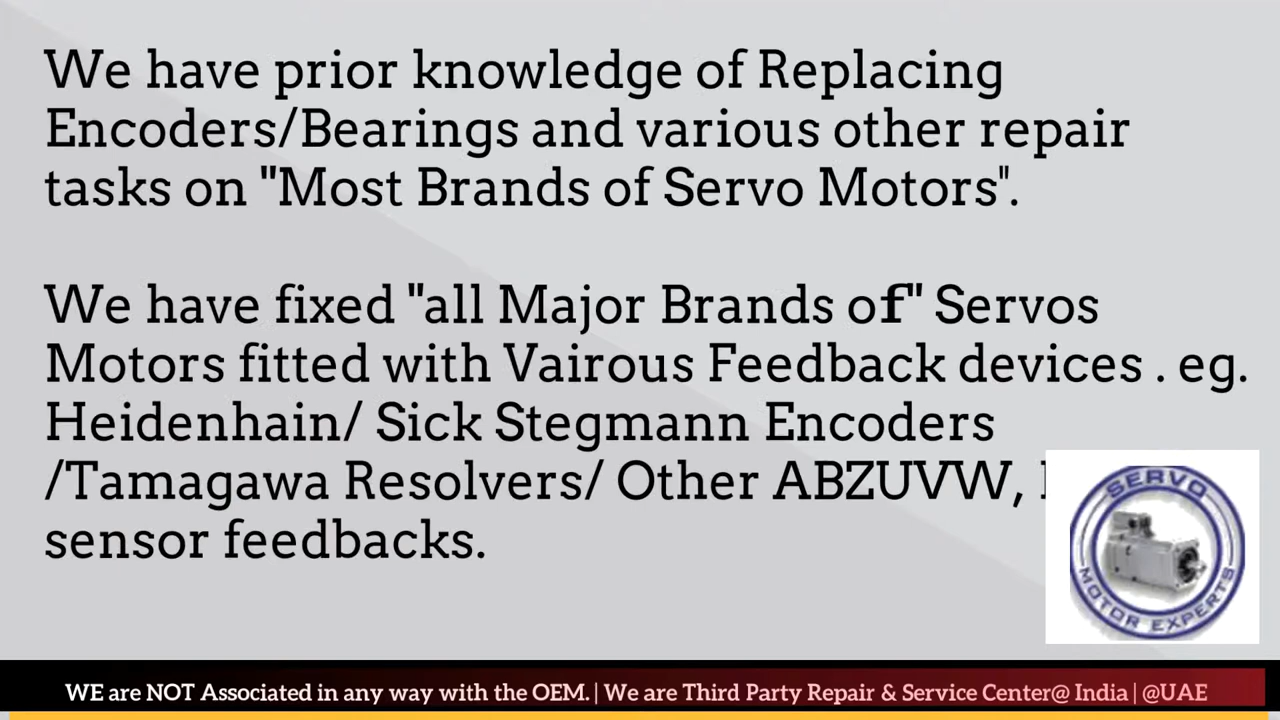 We have prior knowledge of Replacing
Encoders/Bearings and various other repair
tasks on "Most Brands of Servo Motors".
We have fixed "all Major Brands of" Servos
Motors fitted with Vairous Feedback devices . eg.
Heidenhain/ Sick Stegmann Encoders
/Tamagawa Resolvers/ Other ABZUVW,
sensor feedbacks.
SERVO
MOTOR EXPERTS
WE are NOT Associated in any way with the OEM. | We are Third Party Repair & Service Center@ India | @UAE